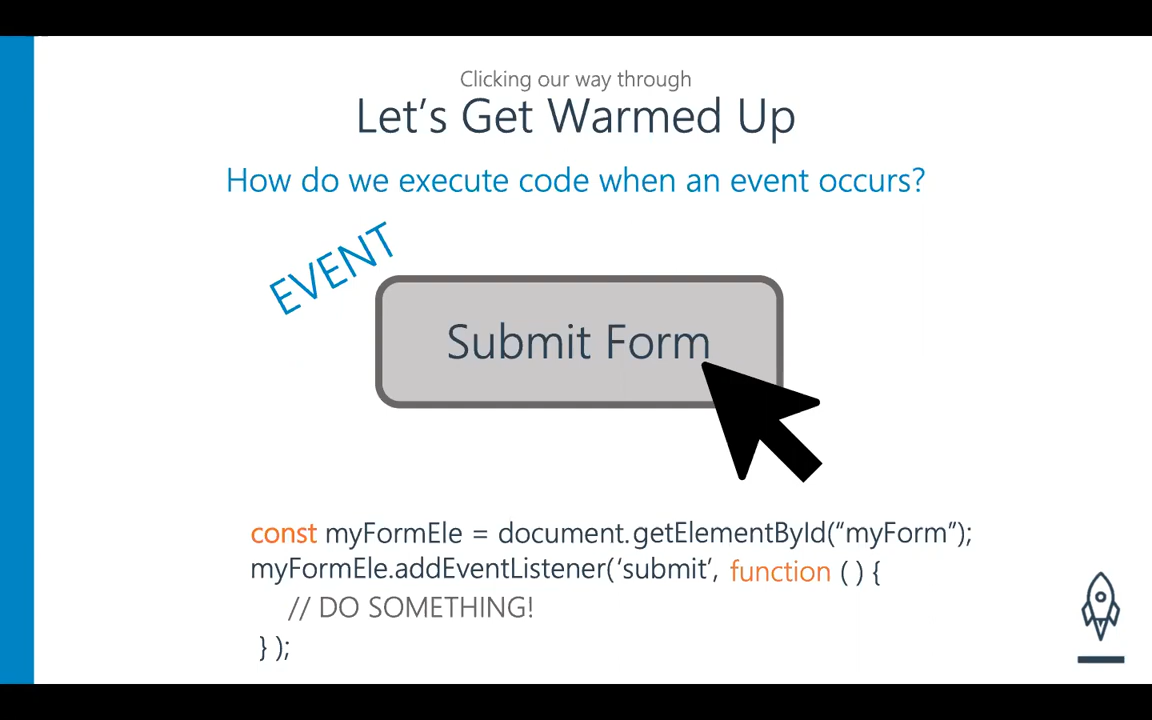 Clicking our way through
Let’s Get Warmed Up
How do we execute code when an event occurs?
EVENT
Submit Form
const myFormEle = document.getElementById(“myForm”);
myFormEle.addEventListener(‘submit’, function ( ) {
// DO SOMETHING!
} );